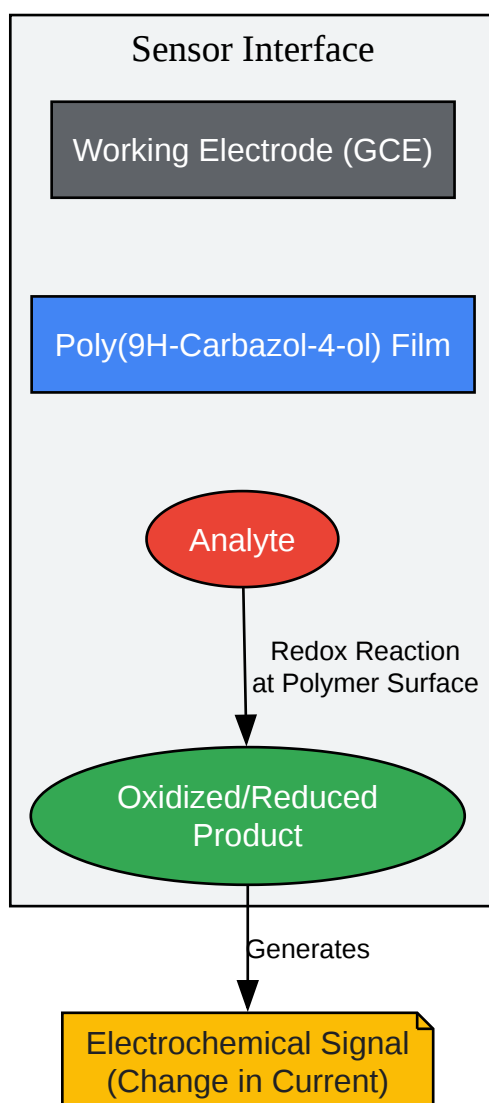 Sensor Interface
Working Electrode (GCE)
Poly(9H-Carbazol-4-ol) Film
Analyte
Redox Reaction
at Polymer Surface
Oxidized/Reduced
Product
Generates
Electrochemical Signal
(Change in Current)